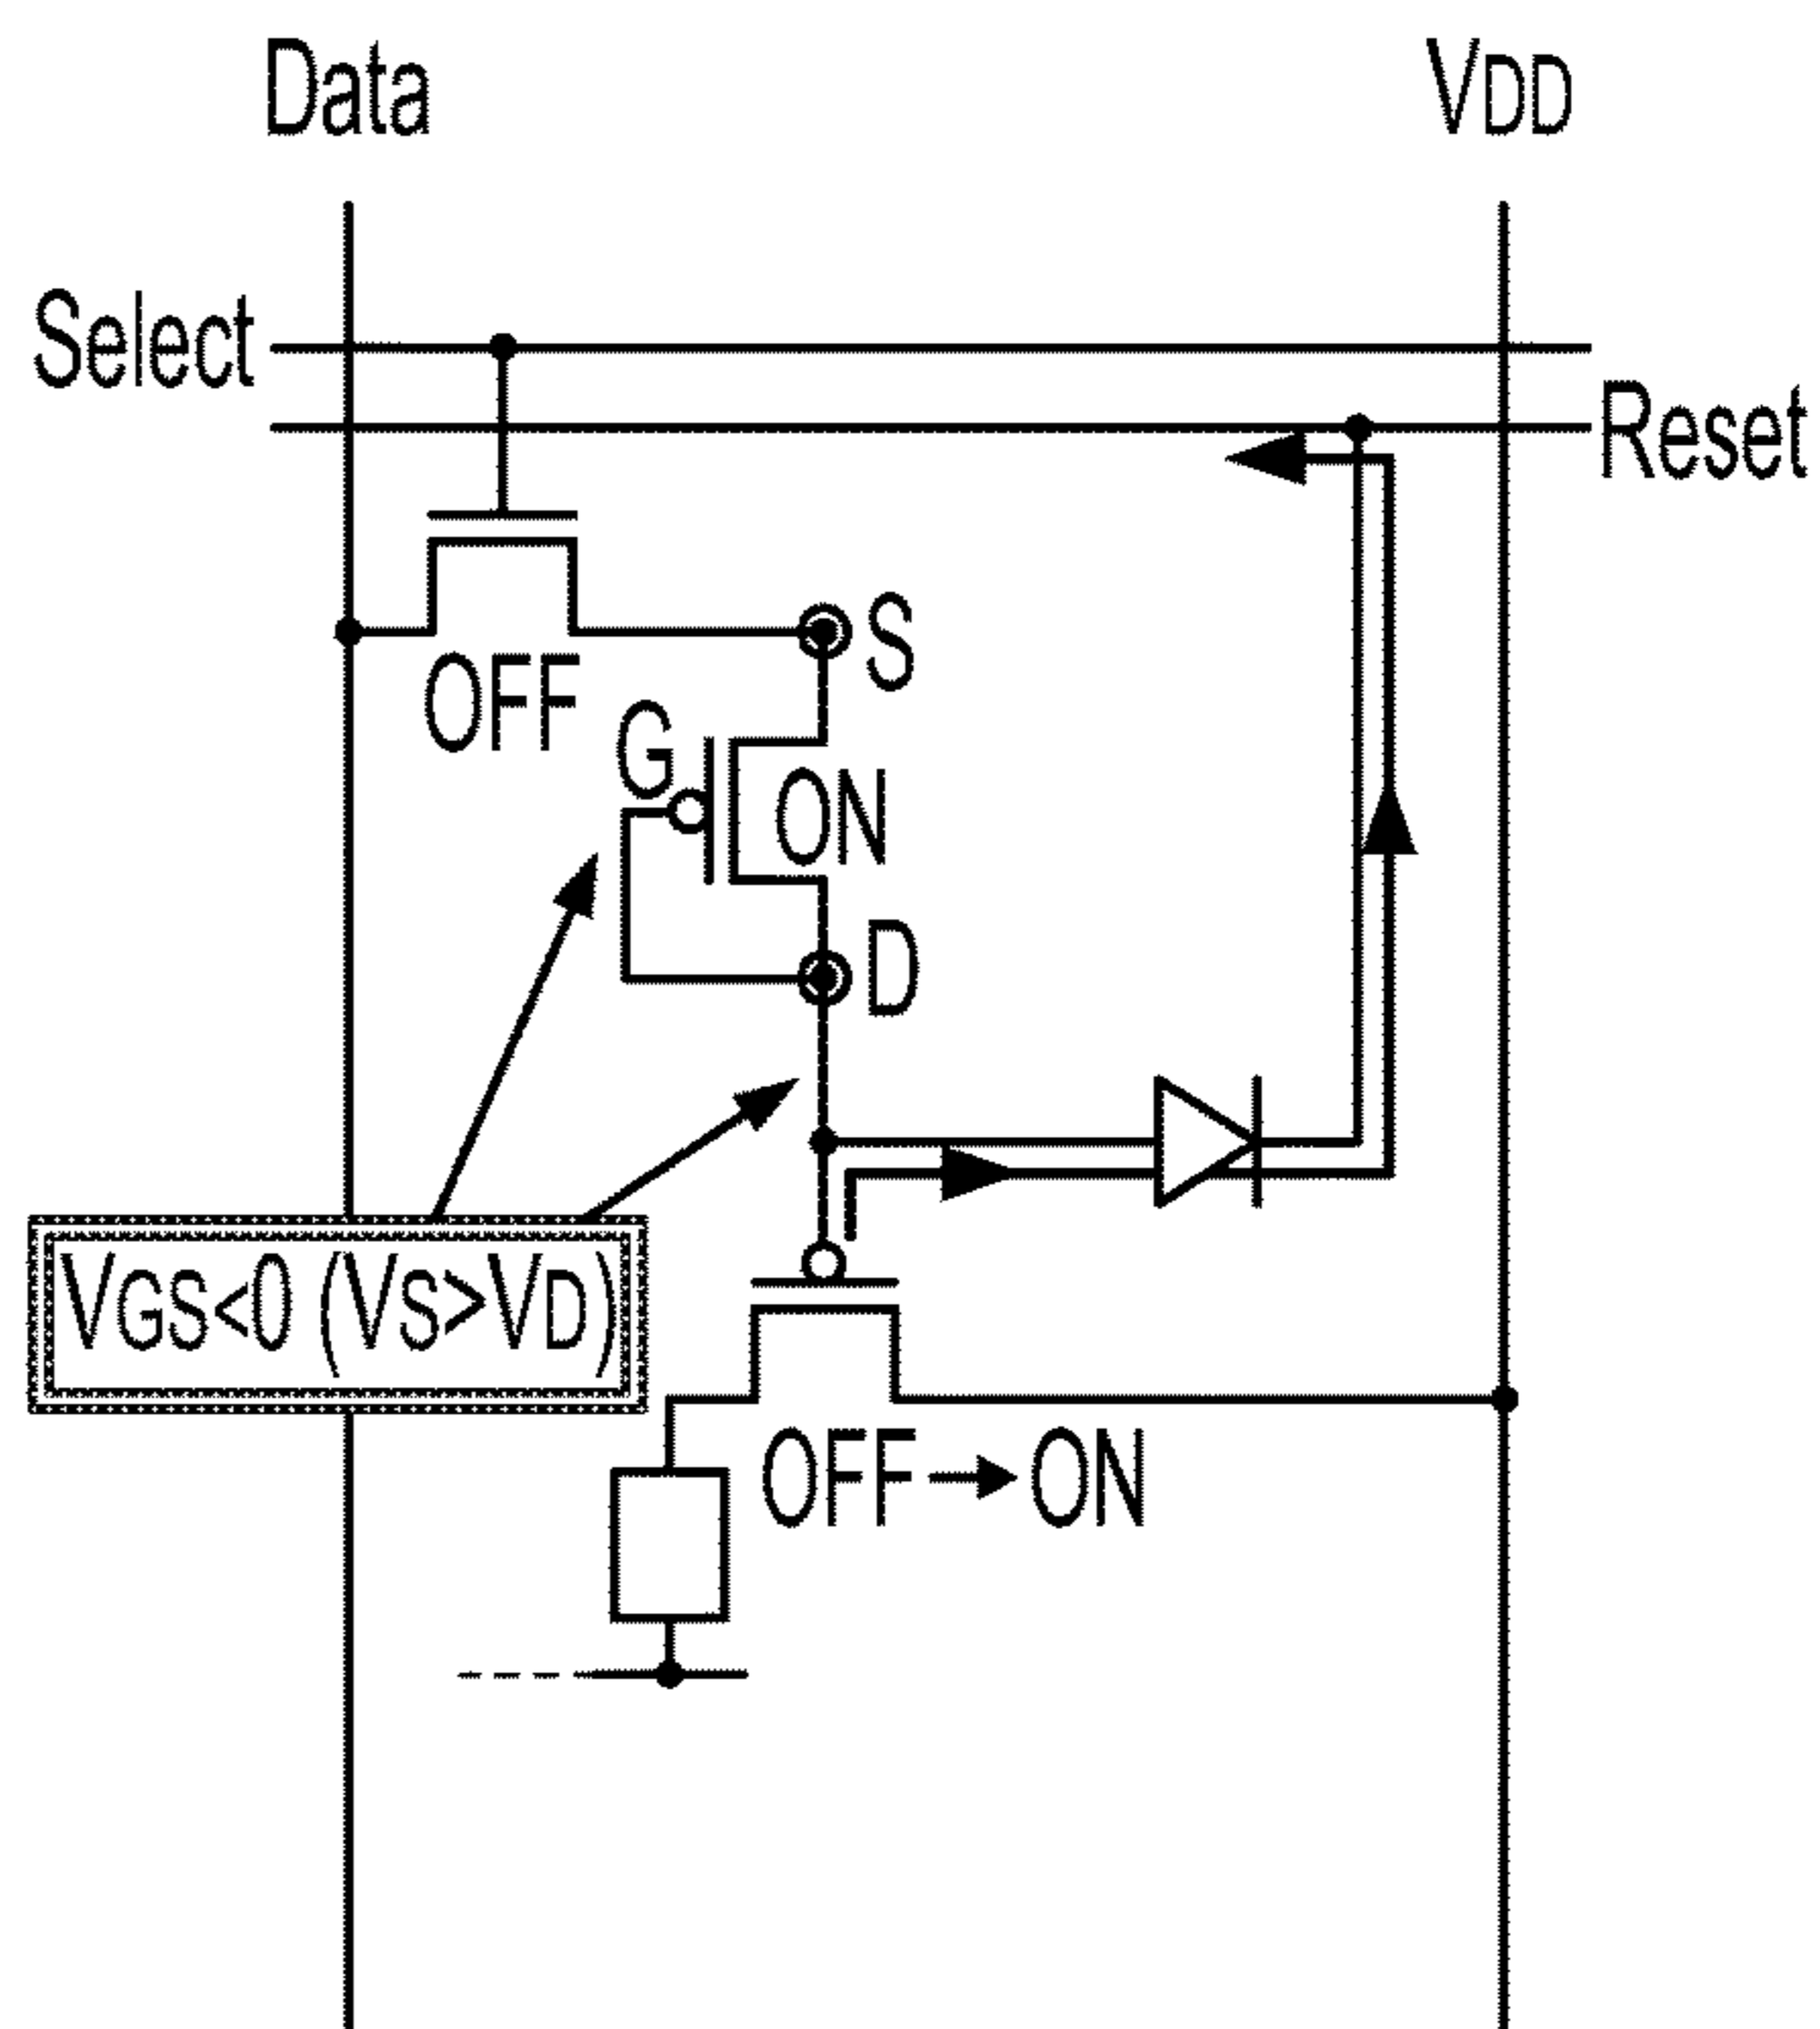 Data
VDD
Select
Reset
S
OFF
G
ON
D
VGS<0 (VS>VD)
OFF→ON